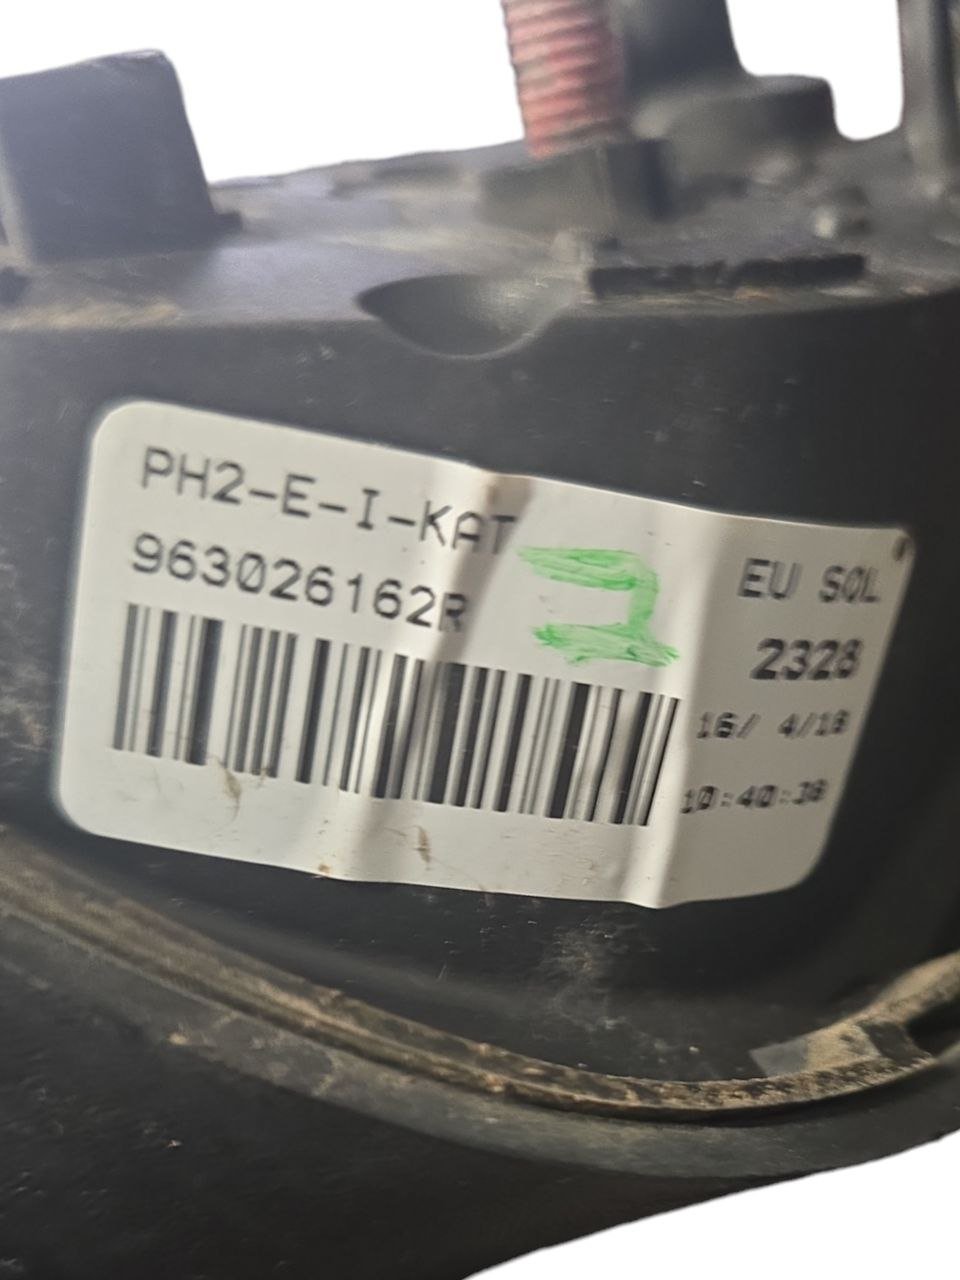 PH2-E-I-KAT
963026162R
EU SOL
2328
16/ 4/18
10:40:38